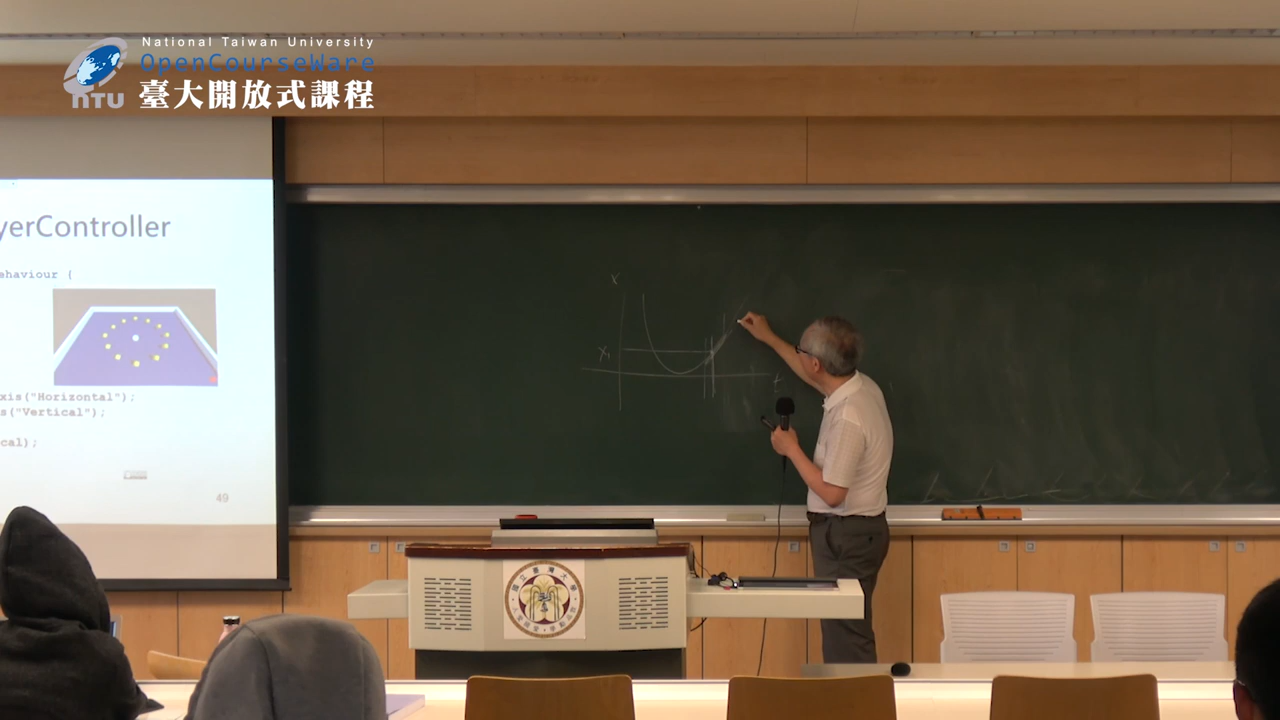 National Taiwan University
OpenCourseWare
臺大開放式課程
NTU
yerController
ehaviour {
xis("Horizontal");
s("Vertical");
cal);
49
X
X1
t